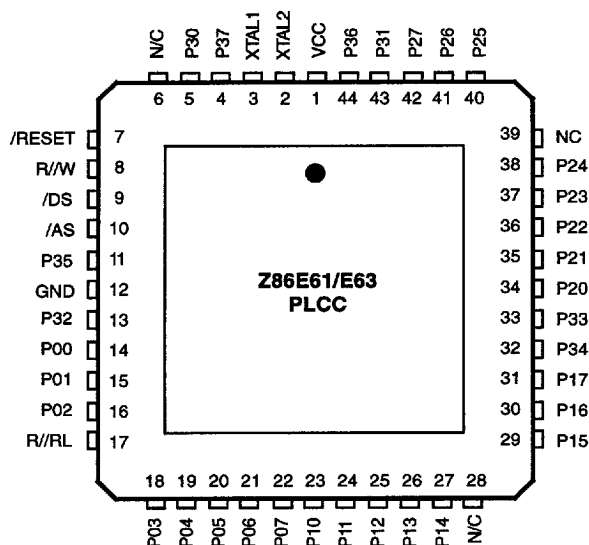 N/C P30 P37 XTAL1 XTAL2 VCC P36 P31 P27 P26 P25
6 5 4 3 2 1 44 43 42 41 40
/RESET 7 39 NC
R//W 8 38 P24
/DS 9 37 P23
/AS 10 36 P22
P35 11 35 P21
GND 12 34 P20
P32 13 33 P33
P00 14 32 P34
P01 15 31 P17
P02 16 30 P16
R//RL 17 29 P15
Z86E61/E63
PLCC
18 19 20 21 22 23 24 25 26 27 28
P03 P04 P05 P06 P07 P10 P11 P12 P13 P14 N/C